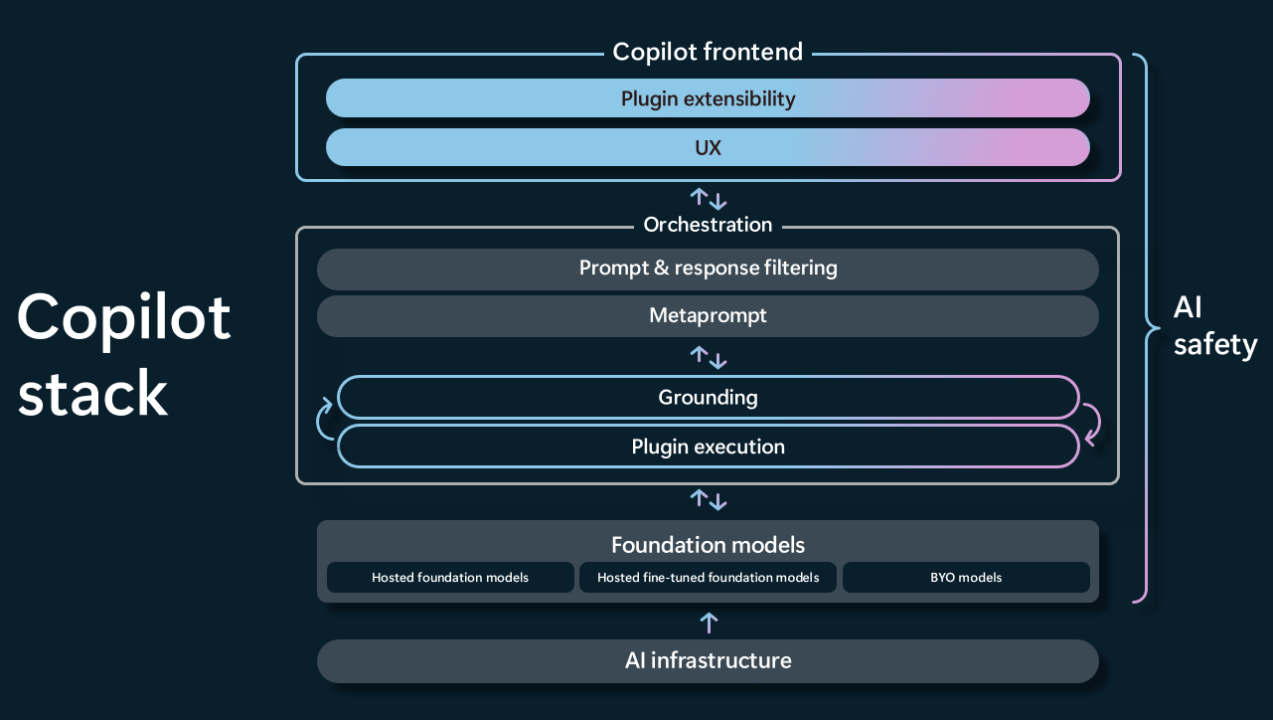 Copilot
stack
Copilot frontend
Plugin extensibility
UX
Orchestration
Prompt & response filtering
Metaprompt
Grounding
Plugin execution
Foundation models
Hosted foundation models
Hosted fine-tuned foundation models
BYO models
AI infrastructure
AI
safety